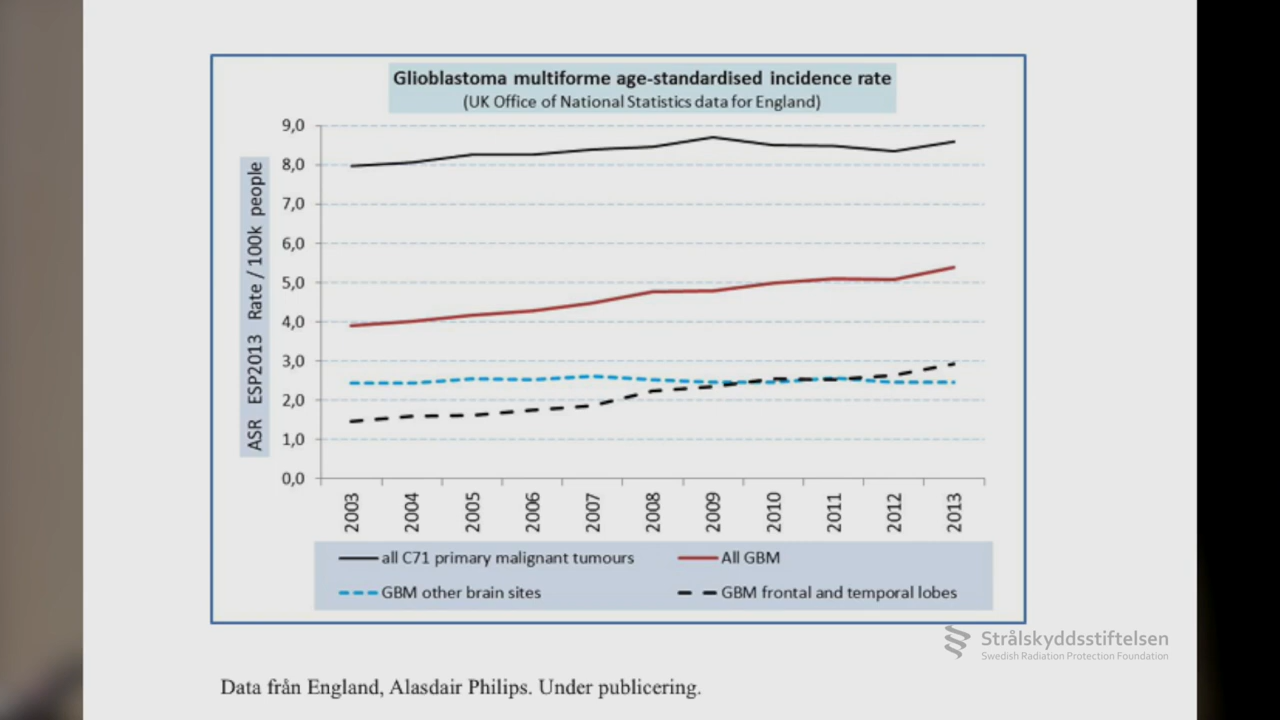 Glioblastoma multiforme age-standardised incidence rate
(UK Office of National Statistics data for England)
ASR ESP2013 Rate / 100k people
9,0
8,0
7,0
6,0
5,0
4,0
3,0
2,0
1,0
0,0
2003 2004 2005 2006 2007 2008 2009 2010 2011 2012 2013
all C71 primary malignant tumours All GBM
GBM other brain sites GBM frontal and temporal lobes
Strålskyddsstiftelsen
Swedish Radiation Protection Foundation
Data från England, Alasdair Philips. Under publicering.